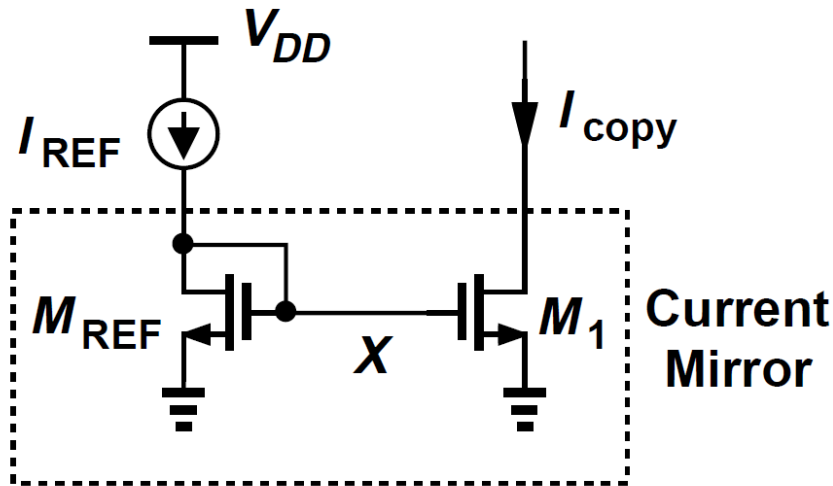 VDD
IREF
Icopy
MREF
X
M1
Current
Mirror